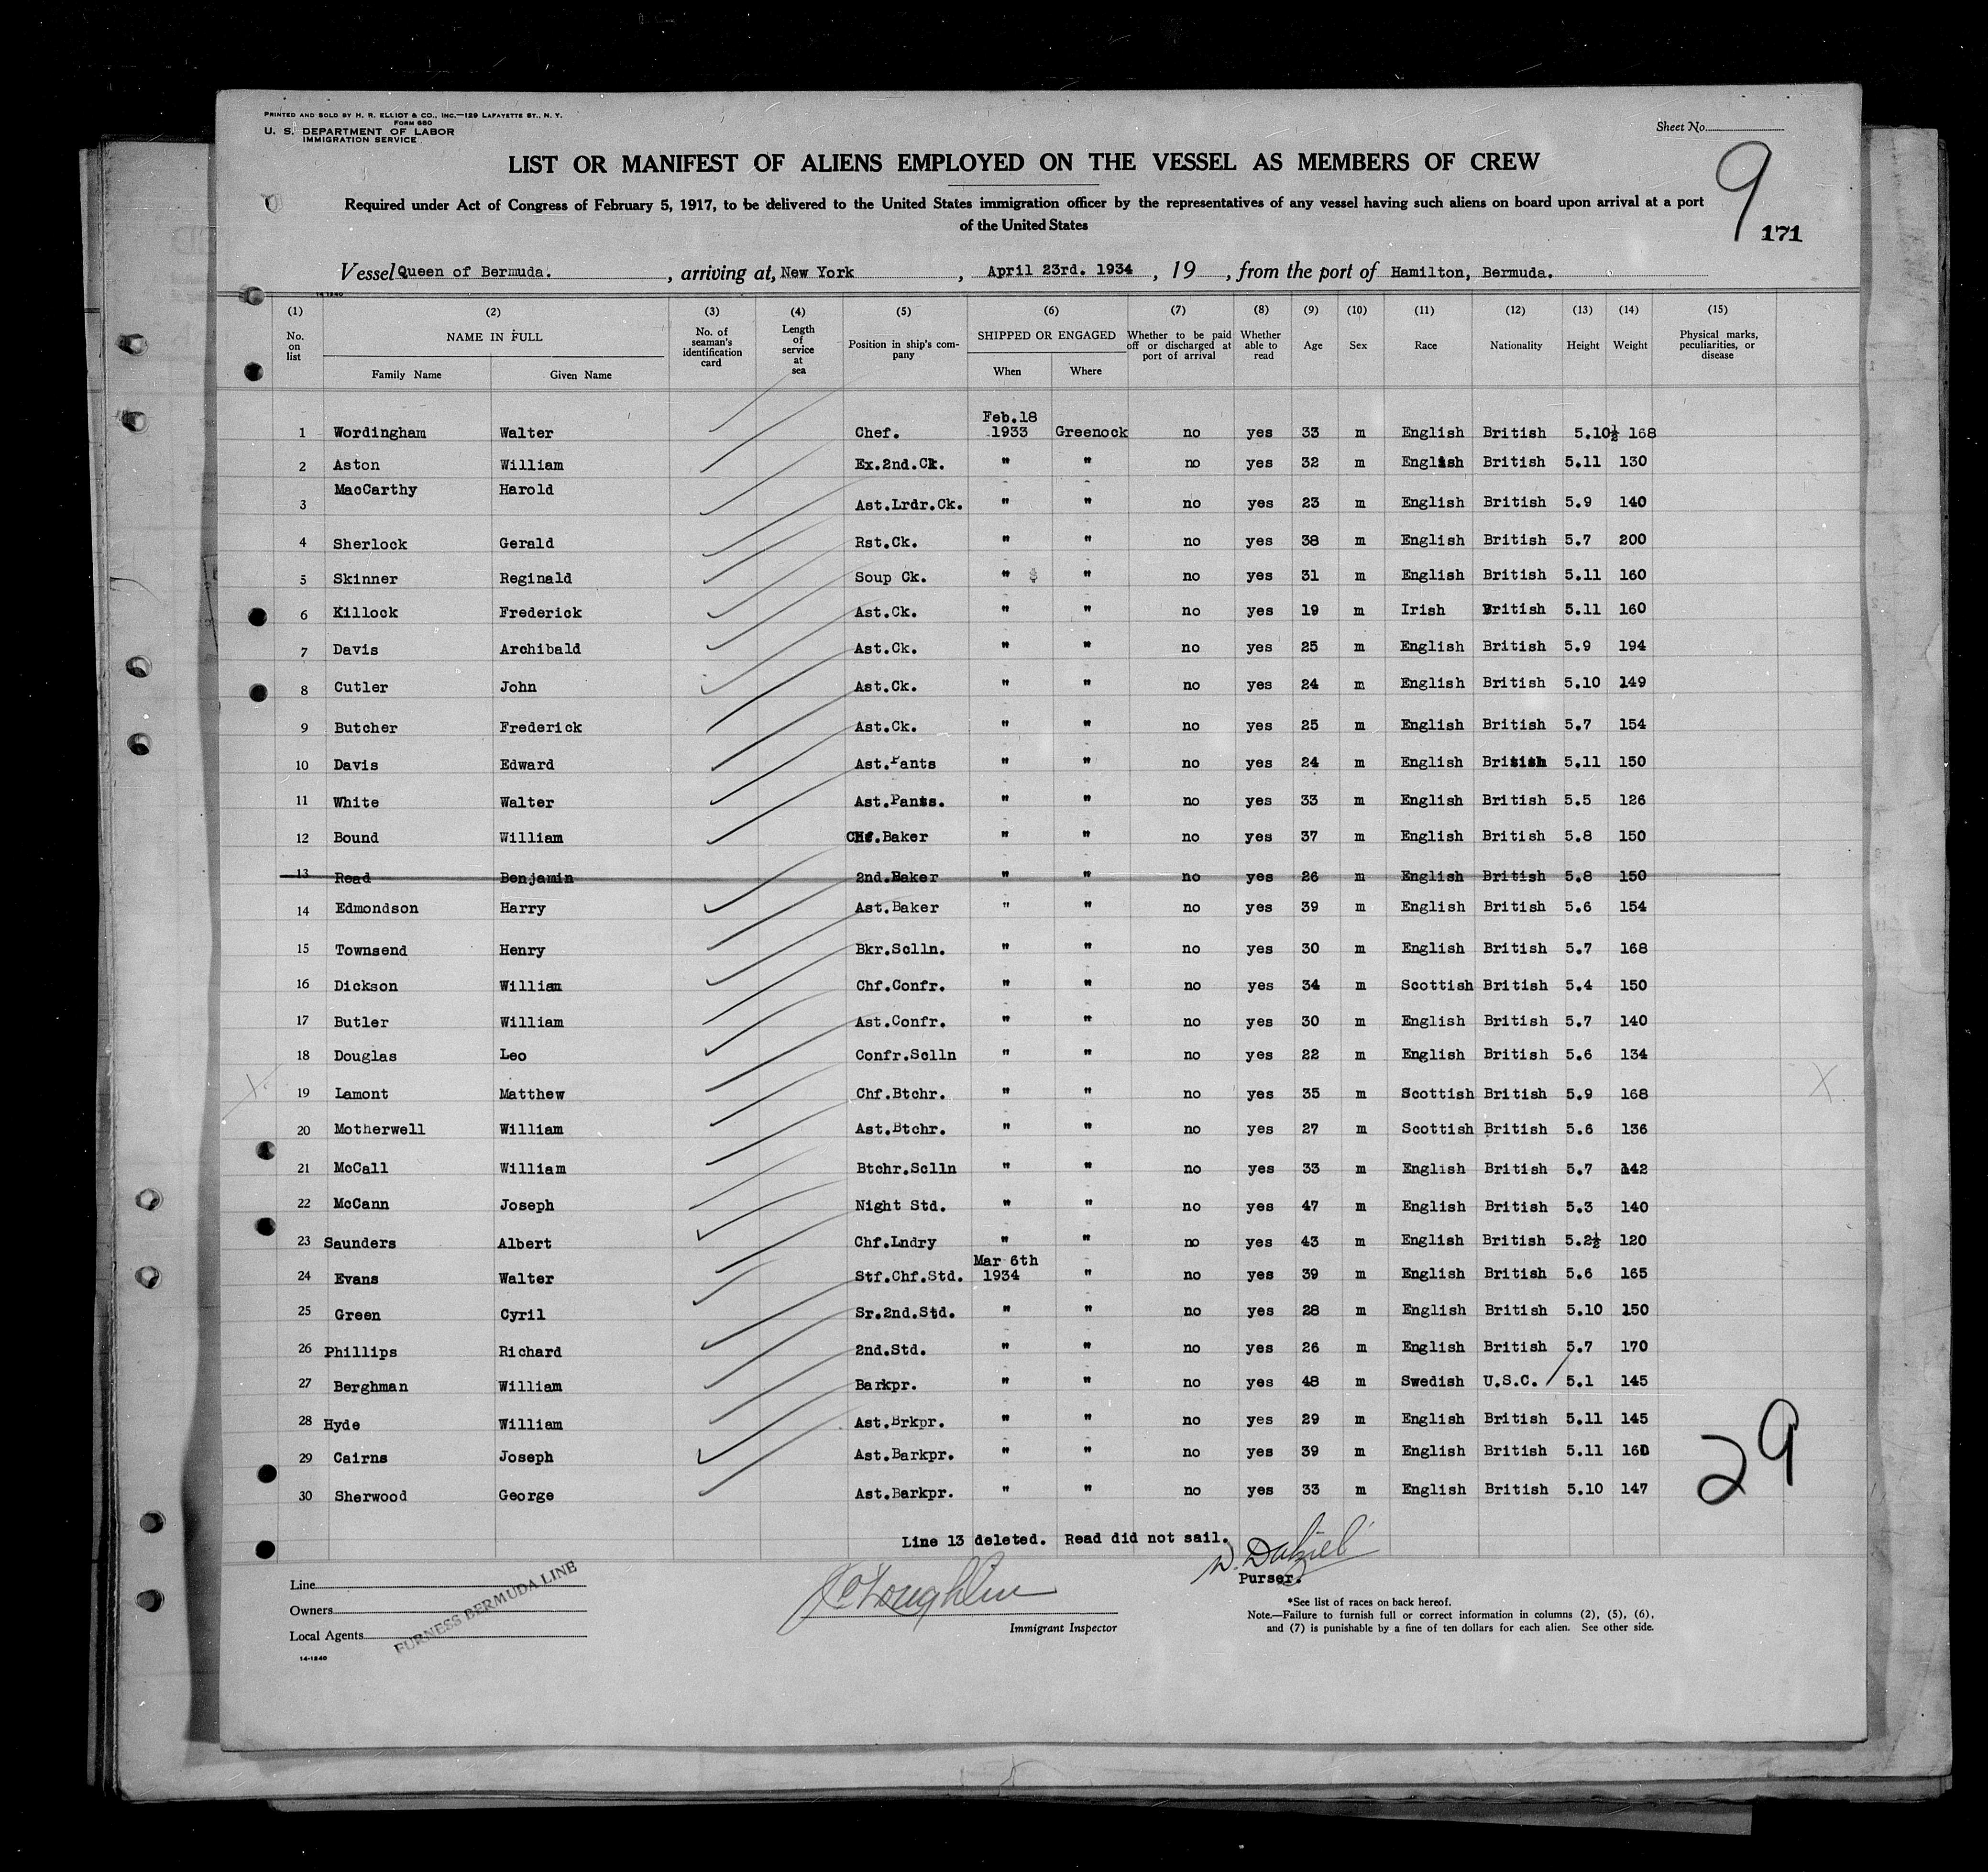 PRINTED AND SOLD BY H. R. ELLIOT & CO., INC.—129 LAFAYETTE ST., N. Y.
FORM 680
U. S. DEPARTMENT OF LABOR
IMMIGRATION SERVICE
Sheet No.
9
171
LIST OR MANIFEST OF ALIENS EMPLOYED ON THE VESSEL AS MEMBERS OF CREW
Required under Act of Congress of February 5, 1917, to be delivered to the United States immigration officer by the representatives of any vessel having such aliens on board upon arrival at a port
of the United States
Vessel Queen of Bermuda. , arriving at, New York , April 23rd. 1934 , 19 , from the port of Hamilton, Bermuda.
14-1240
(1) (2) (3) (4) (5) (6) (7) (8) (9) (10) (11) (12) (13) (14) (15)
No. on list NAME IN FULL Family Name Given Name No. of seaman's identification card Length of service at sea Position in ship's company SHIPPED OR ENGAGED When Where Whether to be paid off or discharged at port of arrival Whether able to read Age Sex Race Nationality Height Weight Physical marks, peculiarities, or disease
1 Wordingham Walter Chef. Feb.18 1933 Greenock no yes 33 m English British 5.10½ 168
2 Aston William Ex.2nd.Ck. " " no yes 32 m English British 5.11 130
3 MacCarthy Harold Ast.Lrdr.Ck. " " no yes 23 m English British 5.9 140
4 Sherlock Gerald Rst.Ck. " " no yes 38 m English British 5.7 200
5 Skinner Reginald Soup Ck. " " no yes 31 m English British 5.11 160
6 Killock Frederick Ast.Ck. " " no yes 19 m Irish British 5.11 160
7 Davis Archibald Ast.Ck. " " no yes 25 m English British 5.9 194
8 Cutler John Ast.Ck. " " no yes 24 m English British 5.10 149
9 Butcher Frederick Ast.Ck. " " no yes 25 m English British 5.7 154
10 Davis Edward Ast.Pants " " no yes 24 m English British 5.11 150
11 White Walter Ast.Pants. " " no yes 33 m English British 5.5 126
12 Bound William Chf.Baker " " no yes 37 m English British 5.8 150
13 Read Benjamin 2nd.Baker " " no yes 26 m English British 5.8 150
14 Edmondson Harry Ast.Baker " " no yes 39 m English British 5.6 154
15 Townsend Henry Bkr.Sclln. " " no yes 30 m English British 5.7 168
16 Dickson William Chf.Confr. " " no yes 34 m Scottish British 5.4 150
17 Butler William Ast.Confr. " " no yes 30 m English British 5.7 140
18 Douglas Leo Confr.Sclln " " no yes 22 m English British 5.6 134
19 Lamont Matthew Chf.Btchr. " " no yes 35 m Scottish British 5.9 168
20 Motherwell William Ast.Btchr. " " no yes 27 m Scottish British 5.6 136
21 McCall William Btchr.Sclln " " no yes 33 m English British 5.7 142
22 McCann Joseph Night Std. " " no yes 47 m English British 5.3 140
23 Saunders Albert Chf.Lndry " " no yes 43 m English British 5.2½ 120
24 Evans Walter Stf.Chf.Std. Mar 6th 1934 " no yes 39 m English British 5.6 165
25 Green Cyril Sr.2nd.Std. " " no yes 28 m English British 5.10 150
26 Phillips Richard 2nd.Std. " " no yes 26 m English British 5.7 170
27 Berghman William Barkpr. " " no yes 48 m Swedish U.S.C. 5.1 145
28 Hyde William Ast.Brkpr. " " no yes 29 m English British 5.11 145
29 Cairns Joseph Ast.Barkpr. " " no yes 39 m English British 5.11 160
30 Sherwood George Ast.Barkpr. " " no yes 33 m English British 5.10 147
29
Line 13 deleted. Read did not sail.
Purser.
Line
Owners
Local Agents
FURNESS BERMUDA LINE
Immigrant Inspector
*See list of races on back hereof.
Note.—Failure to furnish full or correct information in columns (2), (5), (6),
and (7) is punishable by a fine of ten dollars for each alien. See other side.
14-1240